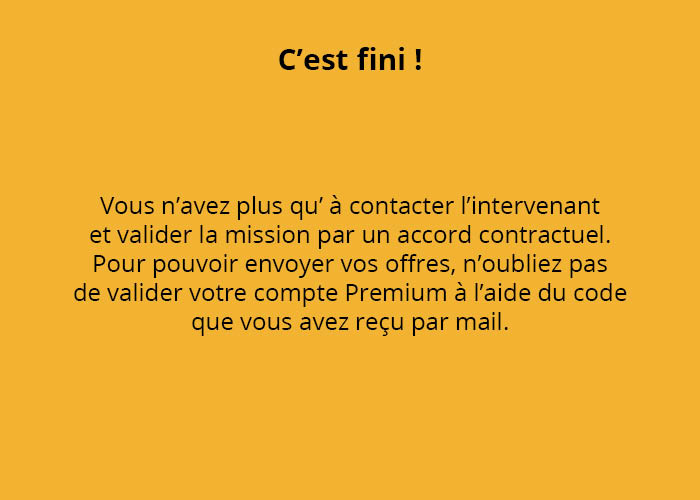 C’est fini !
Vous n’avez plus qu’ à contacter l’intervenant
et valider la mission par un accord contractuel.
Pour pouvoir envoyer vos offres, n’oubliez pas
de valider votre compte Premium à l’aide du code
que vous avez reçu par mail.